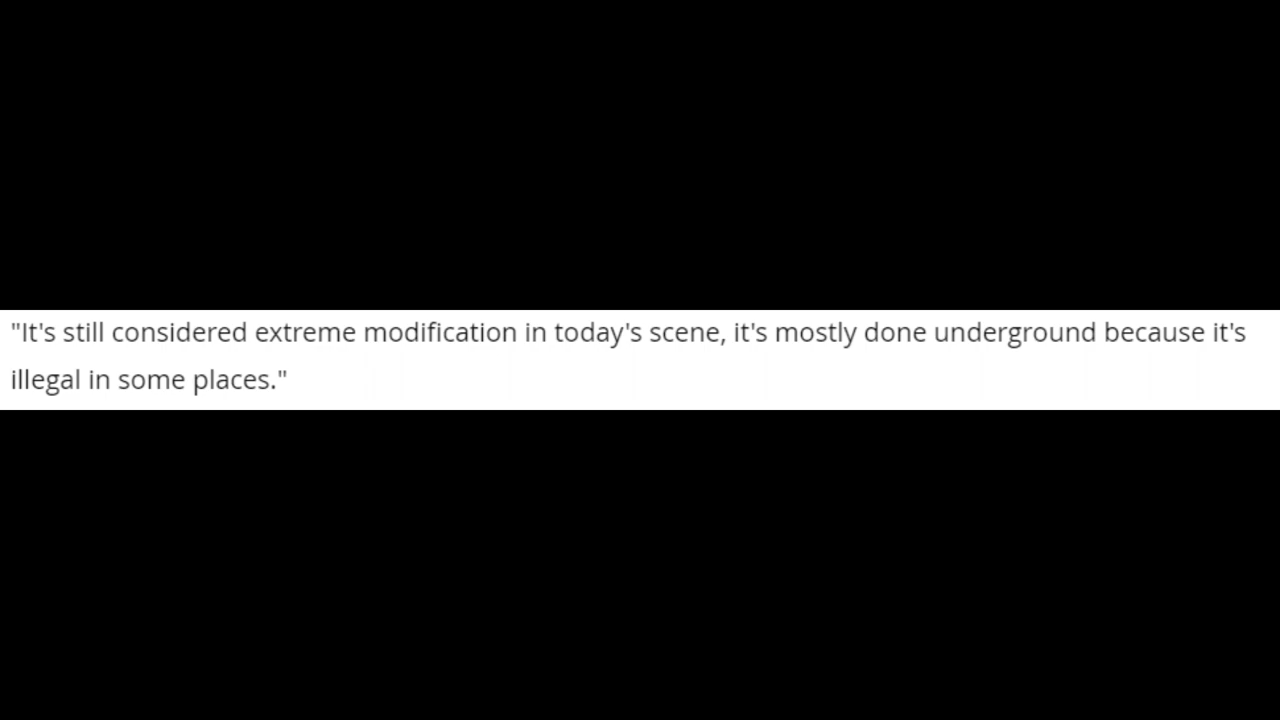 "It's still considered extreme modification in today's scene, it's mostly done underground because it's
illegal in some places."